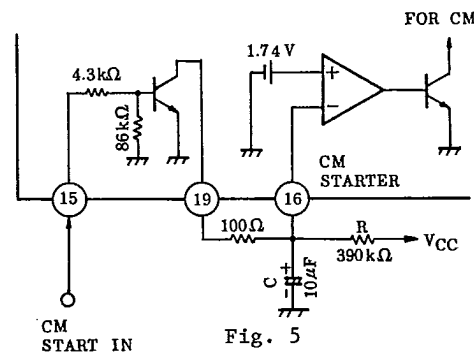 FOR CM
1.74 V
4.3kΩ
+
−
86kΩ
CM
STARTER
15
19
16
100Ω
R
390kΩ
VCC
C
+
-
10μF
CM
START IN
Fig. 5